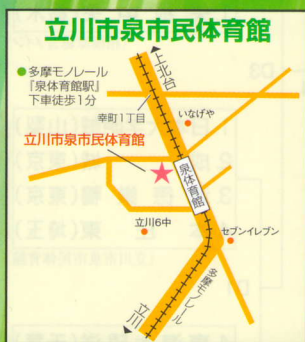 立川市泉市民体育館
●多摩モノレール
『泉体育館駅』
下車徒歩1分
上北台
幸町1丁目
いなげや
立川市泉市民体育館
泉体育館
立川6中
セブンイレブン
多摩モノレール
立川